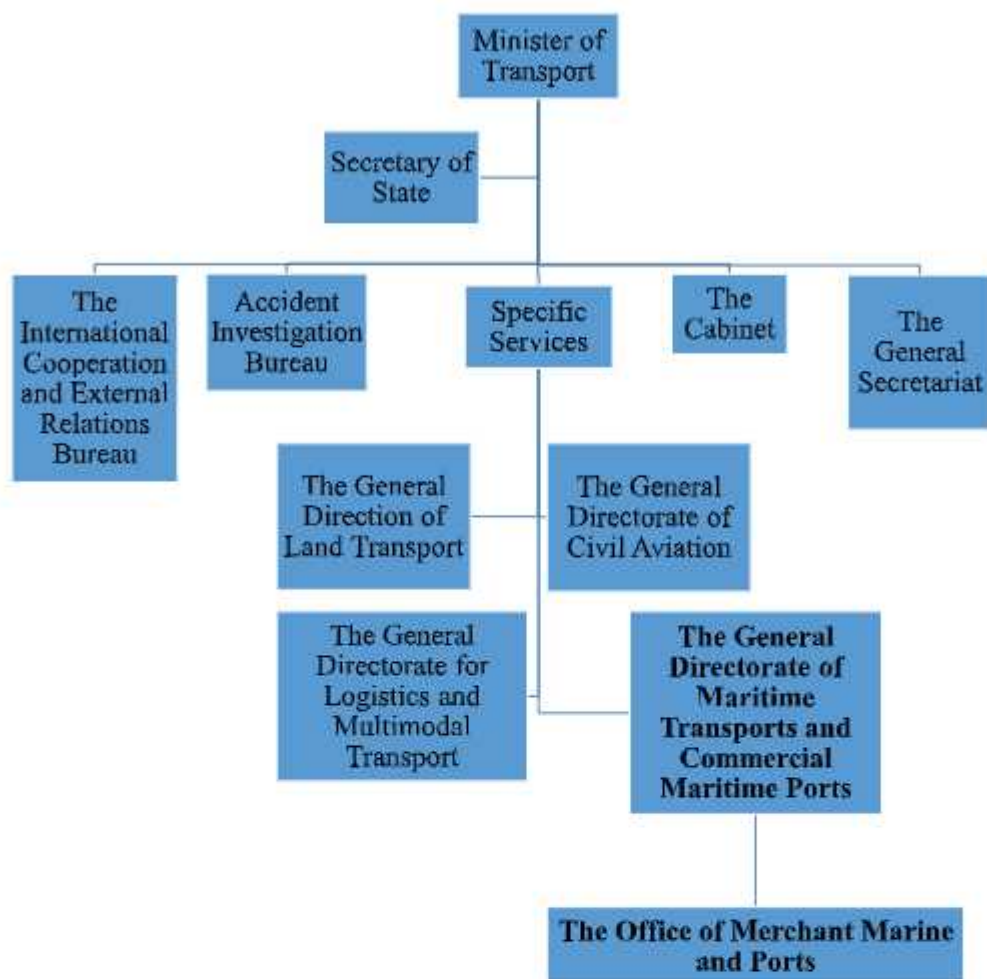 Minister of
Transport
Secretary of
State
The
International
Cooperation
and External
Relations
Bureau
Accident
Investigation
Bureau
Specific
Services
The
Cabinet
The
General
Secretariat
The General
Direction of
Land Transport
The General
Directorate of
Civil Aviation
The General
Directorate for
Logistics and
Multimodal
Transport
The General
Directorate of
Maritime
Transports and
Commercial
Maritime Ports
The Office of Merchant Marine
and Ports